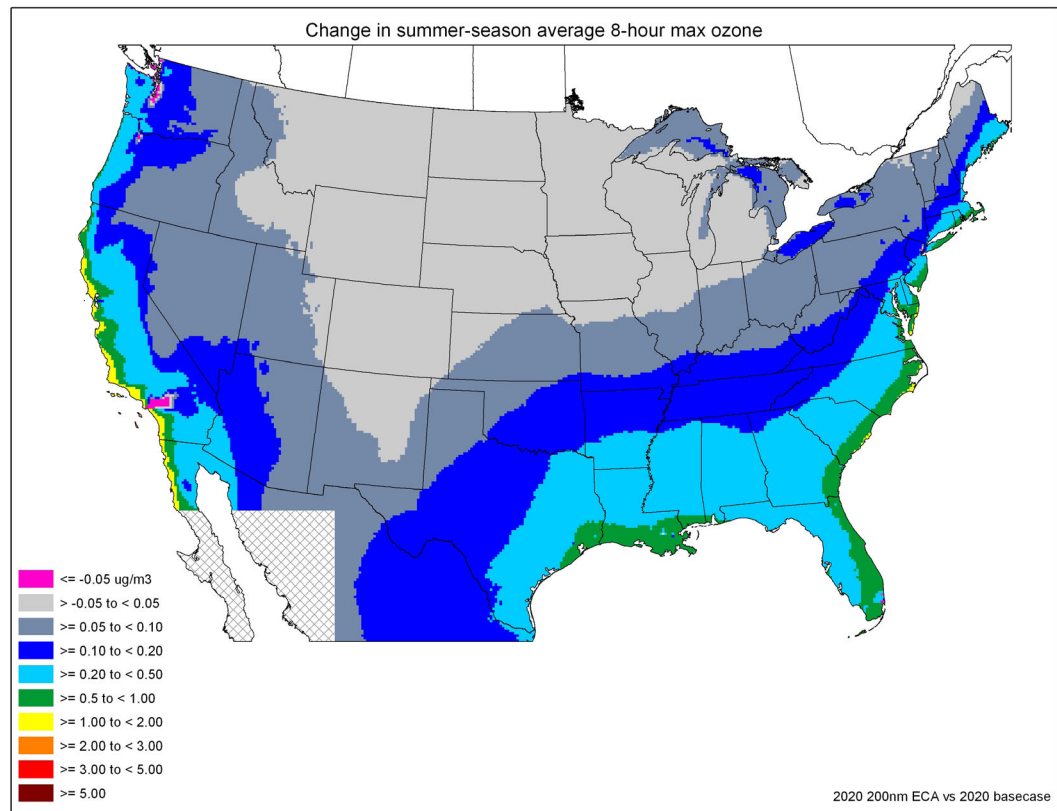 Change in summer-season average 8-hour max ozone
<= -0.05 ug/m3
> -0.05 to < 0.05
>= 0.05 to < 0.10
>= 0.10 to < 0.20
>= 0.20 to < 0.50
>= 0.5 to < 1.00
>= 1.00 to < 2.00
>= 2.00 to < 3.00
>= 3.00 to < 5.00
>= 5.00
2020 200nm ECA vs 2020 basecase